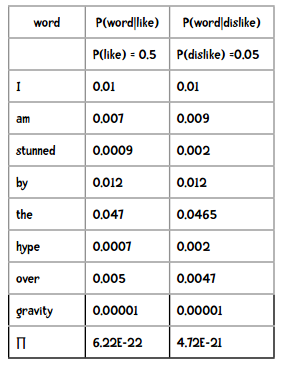 word P(word|like) P(word|dislike)
P(like) = 0.5 P(dislike) =0.05
I 0.01 0.01
am 0.007 0.009
stunned 0.0009 0.002
by 0.012 0.012
the 0.047 0.0465
hype 0.0007 0.002
over 0.005 0.0047
gravity 0.00001 0.00001
∏ 6.22E-22 4.72E-21